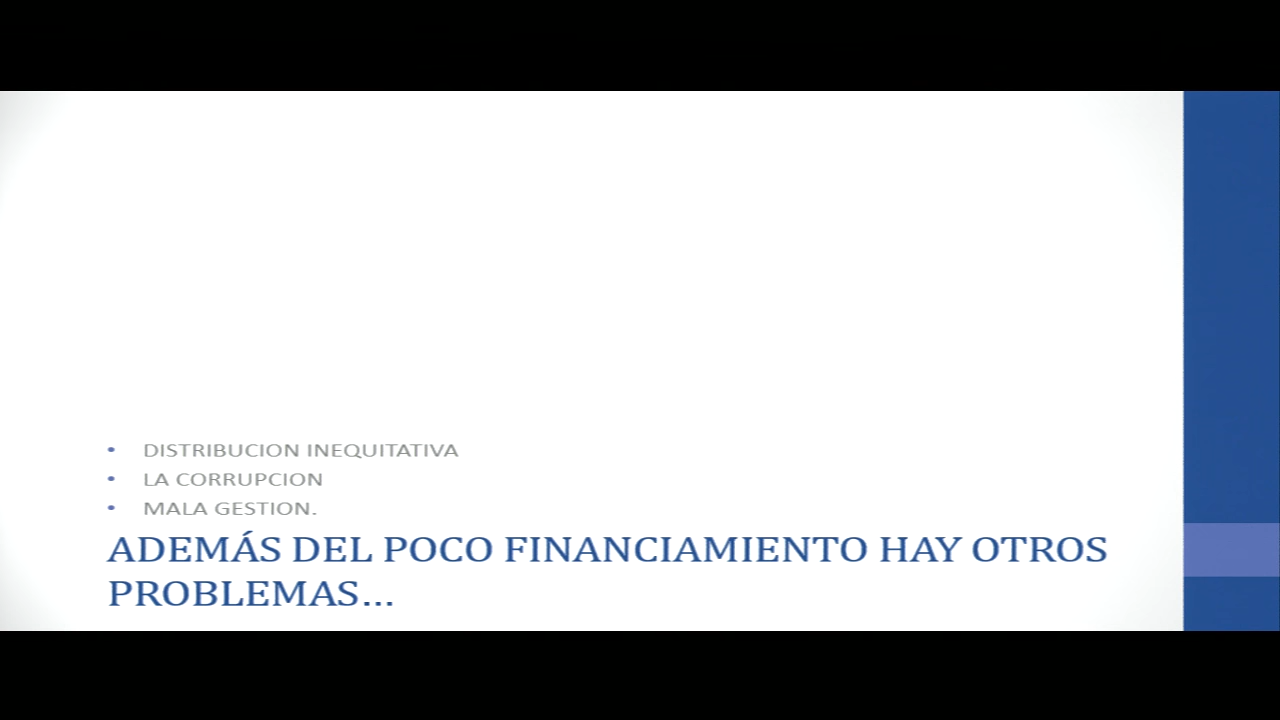 • DISTRIBUCION INEQUITATIVA
• LA CORRUPCION
• MALA GESTION.
ADEMÁS DEL POCO FINANCIAMIENTO HAY OTROS
PROBLEMAS...